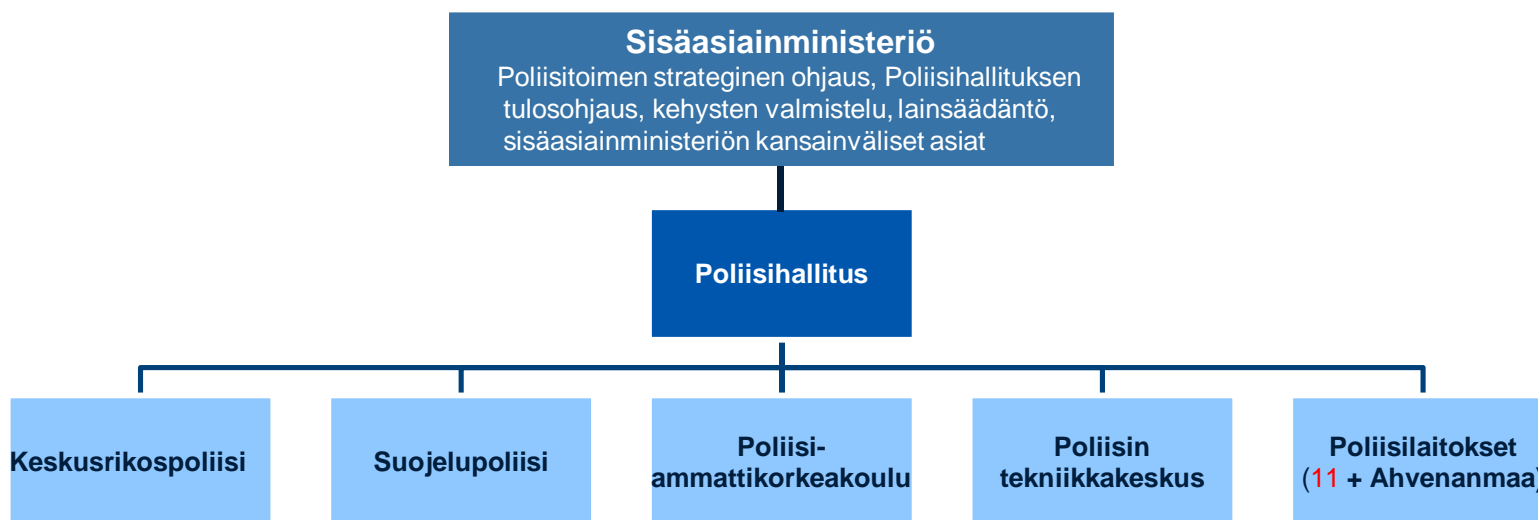 Sisäasiainministeriö
Poliisitoimen strateginen ohjaus, Poliisihallituksen
tulosohjaus, kehysten valmistelu, lainsäädäntö,
sisäasiainministeriön kansainväliset asiat
Poliisihallitus
Keskusrikospoliisi
Suojelupoliisi
Poliisi-
ammattikorkeakoulu
Poliisin
tekniikkakeskus
Poliisilaitokset
(11 + Ahvenanmaa)